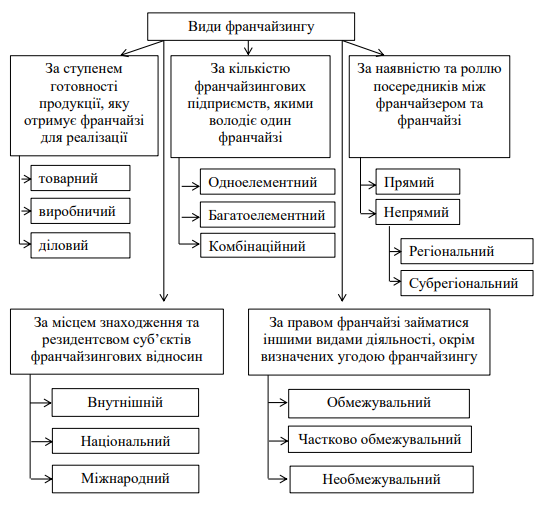 Види франчайзингу
За ступенем
готовності
продукції, яку
отримує франчайзі
для реалізації
товарний
виробничий
діловий
За кількістю
франчайзингових
підприємств, якими
володіє один
франчайзі
Одноелементний
Багатоелементний
Комбінаційний
За наявністю та роллю
посередників між
франчайзером та
франчайзі
Прямий
Непрямий
Регіональний
Субрегіональний
За місцем знаходження та
резидентсвом суб’єктів
франчайзингових відносин
Внутнішній
Національний
Міжнародний
За правом франчайзі займатися
іншими видами діяльності, окрім
визначених угодою франчайзингу
Обмежувальний
Частково обмежувальний
Необмежувальний